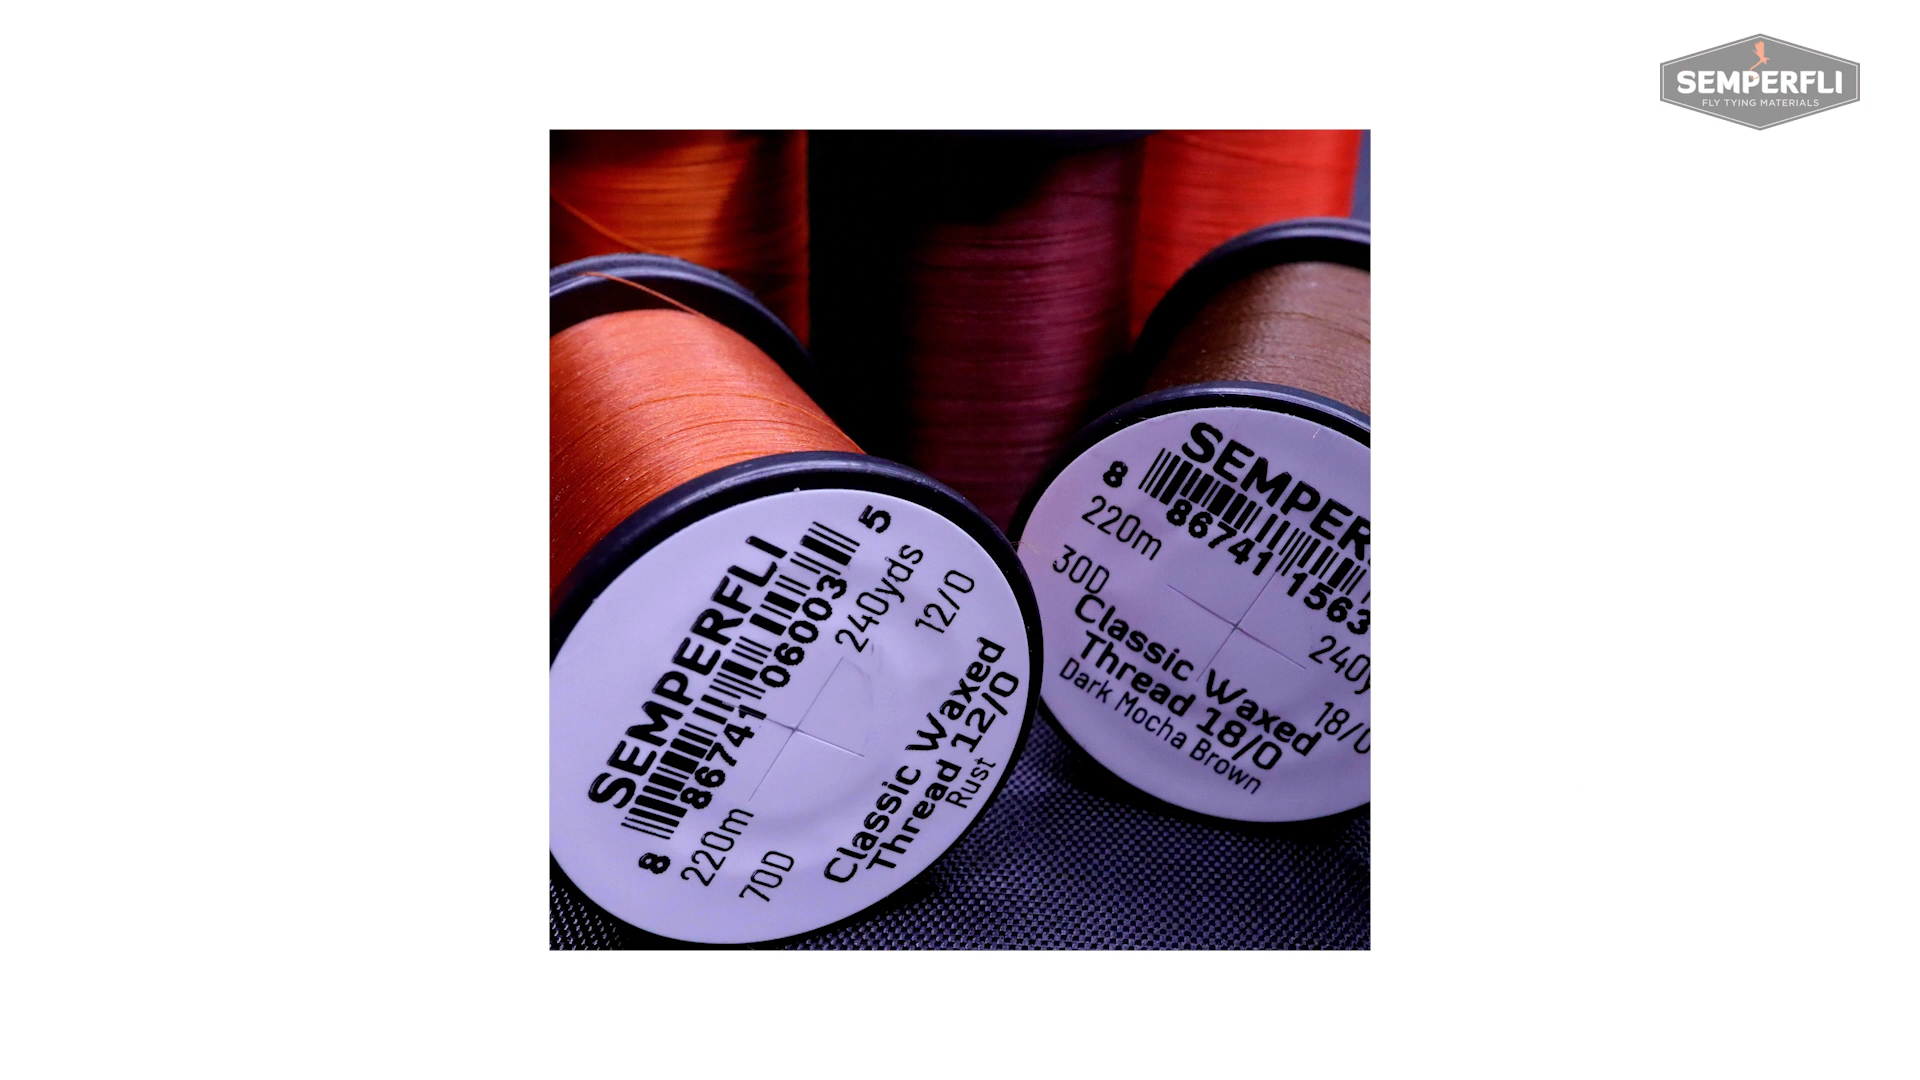 SEMPERFLI
FLY TYING MATERIALS
SEMPERFLI
8 86741 06003 5
220m 240yds
70D 12/0
Classic Waxed
Thread 12/0
Rust
SEMPER
8 86741 1563
220m 240y
30D 18/0
Classic Waxed
Thread 18/0
Dark Mocha Brown